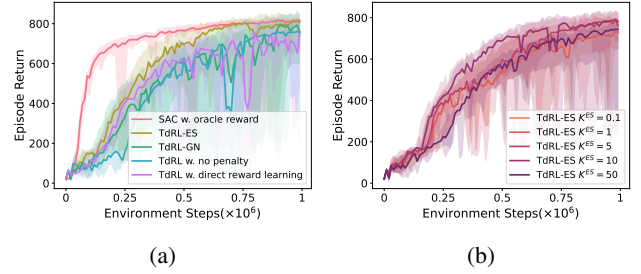 800
600
400
200
0
Episode Return
0
0.25
0.5
0.75
1
Environment Steps(×10⁶)
SAC w. oracle reward
TdRL-ES
TdRL-GN
TdRL w. no penalty
TdRL w. direct reward learning
(a)
800
600
400
200
0
Episode Return
0
0.25
0.5
0.75
1
Environment Steps(×10⁶)
TdRL-ES K^ES = 0.1
TdRL-ES K^ES = 1
TdRL-ES K^ES = 5
TdRL-ES K^ES = 10
TdRL-ES K^ES = 50
(b)